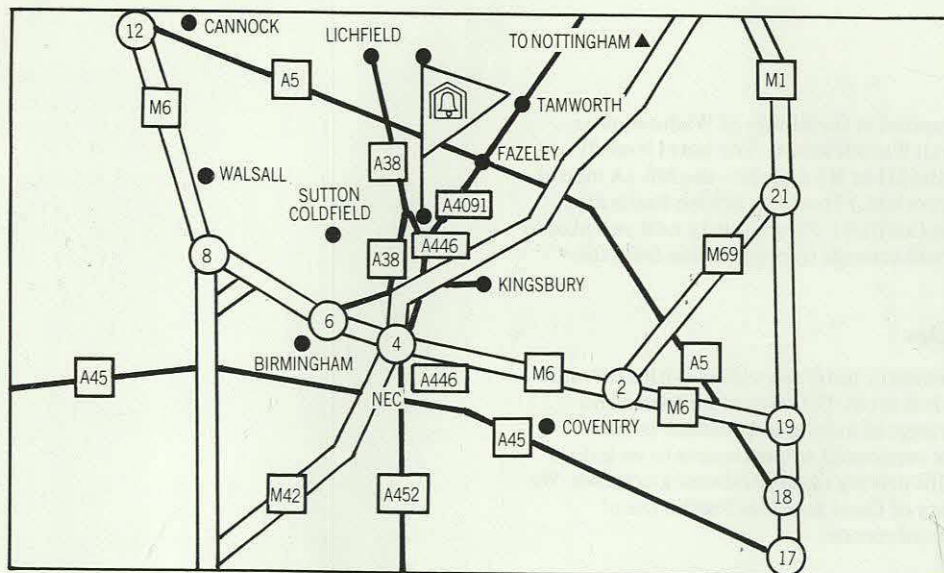 12
CANNOCK
LICHFIELD
TO NOTTINGHAM
A5
M6
M1
TAMWORTH
A38
FAZELEY
WALSALL
A4091
21
SUTTON
COLDFIELD
A446
M69
8
A38
KINGSBURY
6
4
BIRMINGHAM
A5
A45
A446
M6
2
NEC
M6
19
A45
COVENTRY
M42
A452
18
17